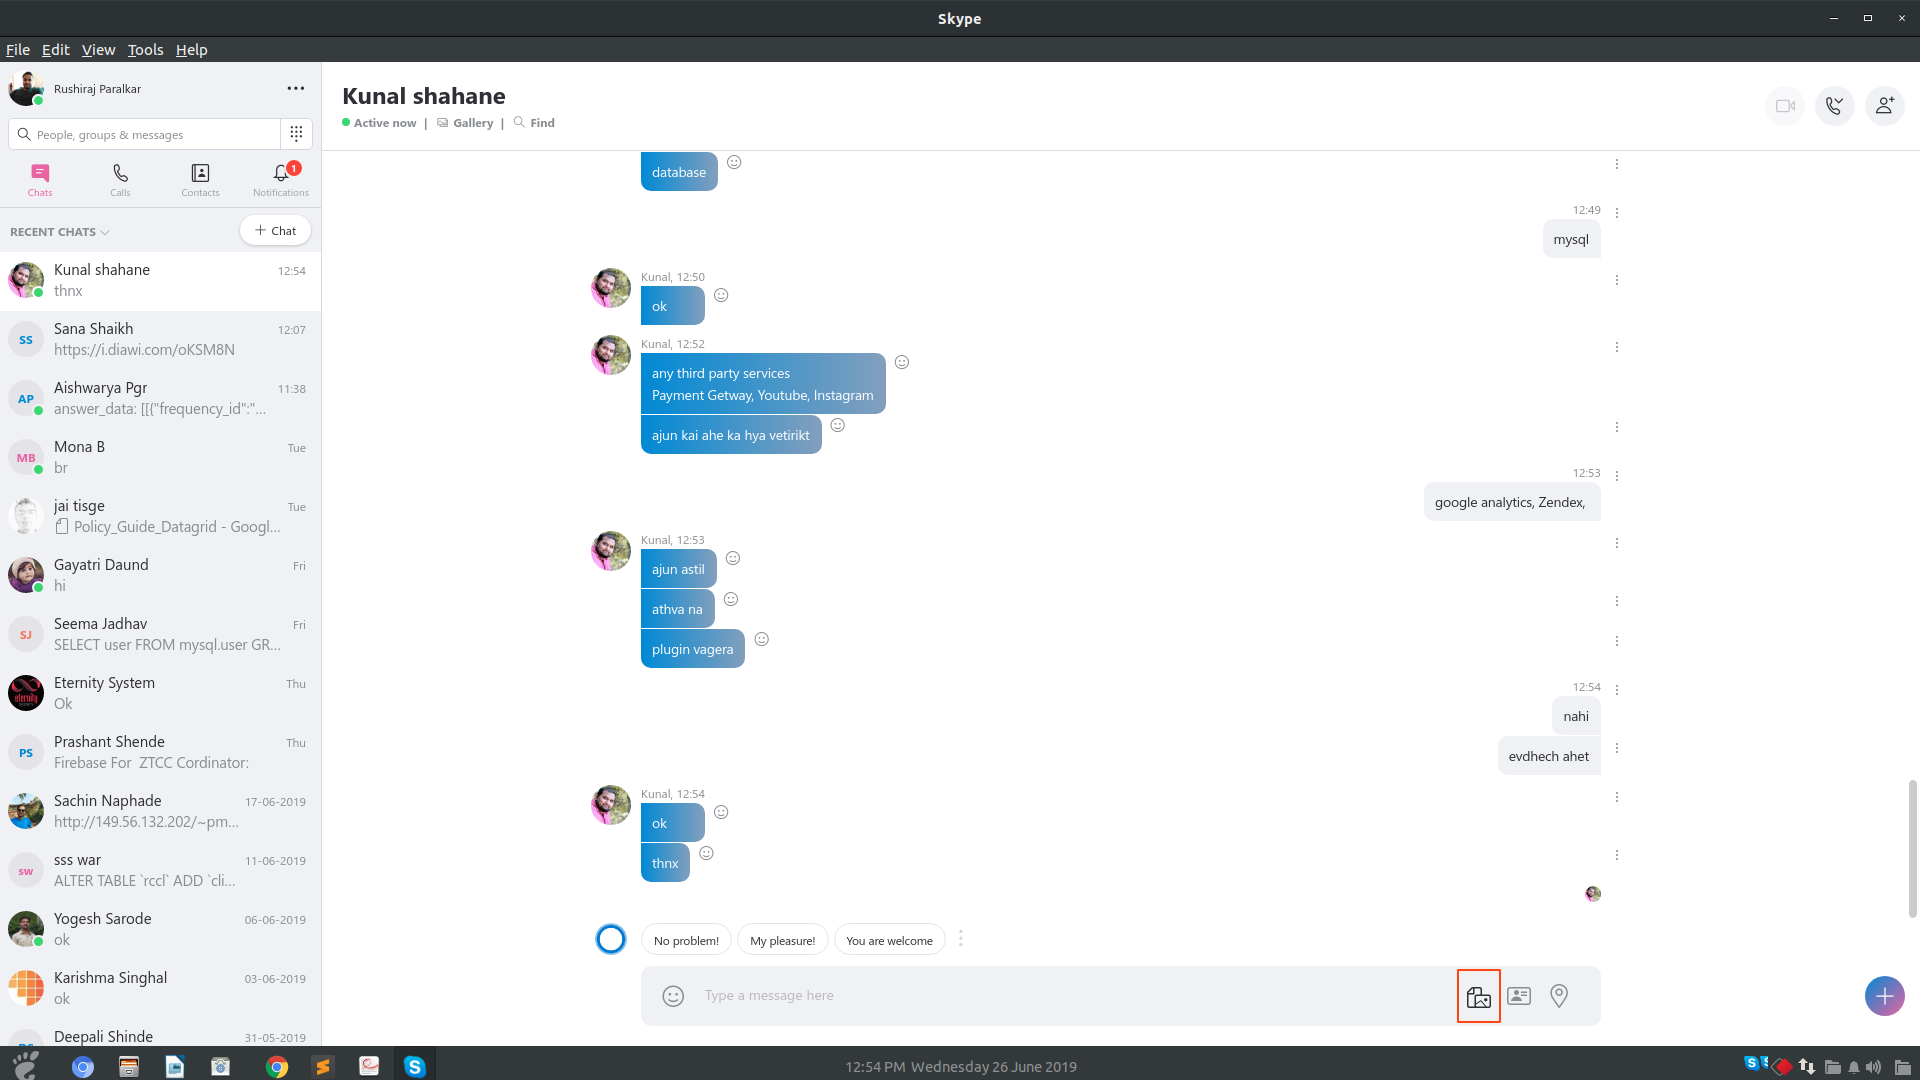 Skype
File Edit View Tools Help
Rushiraj Paralkar
People, groups & messages
Chats
Calls
Contacts
1
Notifications
RECENT CHATS
Chat
Kunal shahane 12:54
thnx
SS
Sana Shaikh 12:07
https://i.diawi.com/oKSM8N
AP
Aishwarya Pgr 11:38
answer_data: [[{"frequency_id":"...
MB
Mona B Tue
br
jai tisge Tue
Policy_Guide_Datagrid - Googl...
Gayatri Daund Fri
hi
SJ
Seema Jadhav Fri
SELECT user FROM mysql.user GR...
eternity
Eternity System Thu
Ok
PS
Prashant Shende Thu
Firebase For ZTCC Cordinator:
Sachin Naphade 17-06-2019
http://149.56.132.202/~pm...
sw
sss war 11-06-2019
ALTER TABLE `rccl` ADD `cli...
Yogesh Sarode 06-06-2019
ok
Karishma Singhal 03-06-2019
ok
Deepali Shinde 31-05-2019
Kunal shahane
Active now | Gallery | Find
database
12:49
mysql
Kunal, 12:50
ok
Kunal, 12:52
any third party services
Payment Getway, Youtube, Instagram
ajun kai ahe ka hya vetirikt
12:53
google analytics, Zendex,
Kunal, 12:53
ajun astil
athva na
plugin vagera
12:54
nahi
evdhech ahet
Kunal, 12:54
ok
thnx
No problem! My pleasure! You are welcome
Type a message here
12:54 PM Wednesday 26 June 2019